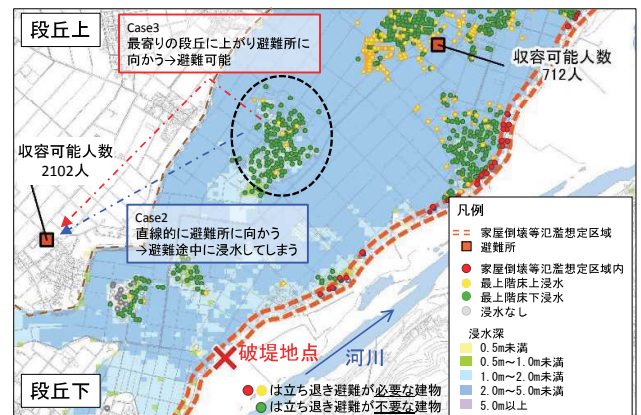 段丘上
Case3
最寄りの段丘に上がり避難所に
向かう→避難可能
収容可能人数
712人
収容可能人数
2102人
Case2
直線的に避難所に向かう
→避難途中に浸水してしまう
凡例
家屋倒壊等氾濫想定区域
避難所
家屋倒壊等氾濫想定区域内
最上階床上浸水
最上階床下浸水
浸水なし
浸水深
0.5m未満
0.5m～1.0m未満
1.0m～2.0m未満
2.0m～5.0m未満
5.0m以上
破堤地点
河川
段丘下
は立ち退き避難が必要な建物
は立ち退き避難が不要な建物